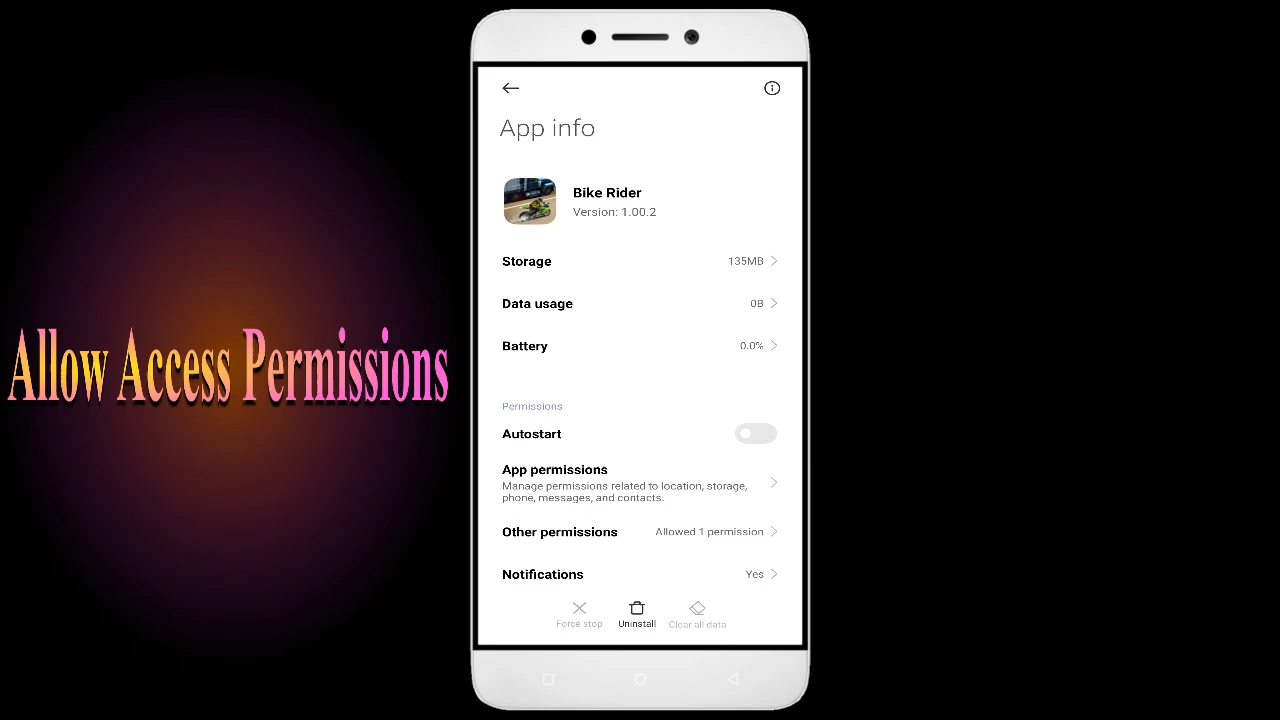 App info
Bike Rider
Version: 1.00.2
Storage 135MB
Data usage 0B
Battery 0.0%
Allow Access Permissions
Permissions
Autostart
App permissions
Manage permissions related to location, storage,
phone, messages, and contacts.
Other permissions Allowed 1 permission
Notifications Yes
Force stop Uninstall Clear all data